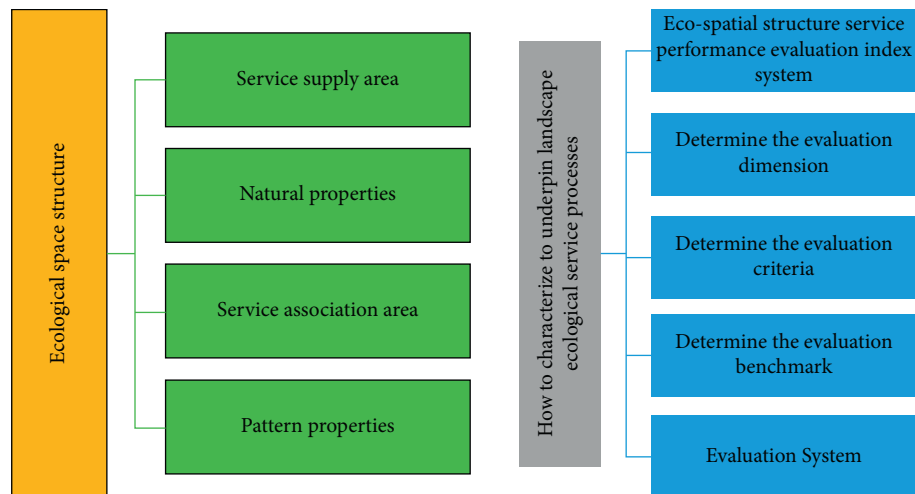 Ecological space structure
Service supply area
Natural properties
Service association area
Pattern properties
How to characterize to underpin landscape
ecological service processes
Eco-spatial structure service
performance evaluation index
system
Determine the evaluation
dimension
Determine the evaluation
criteria
Determine the evaluation
benchmark
Evaluation System